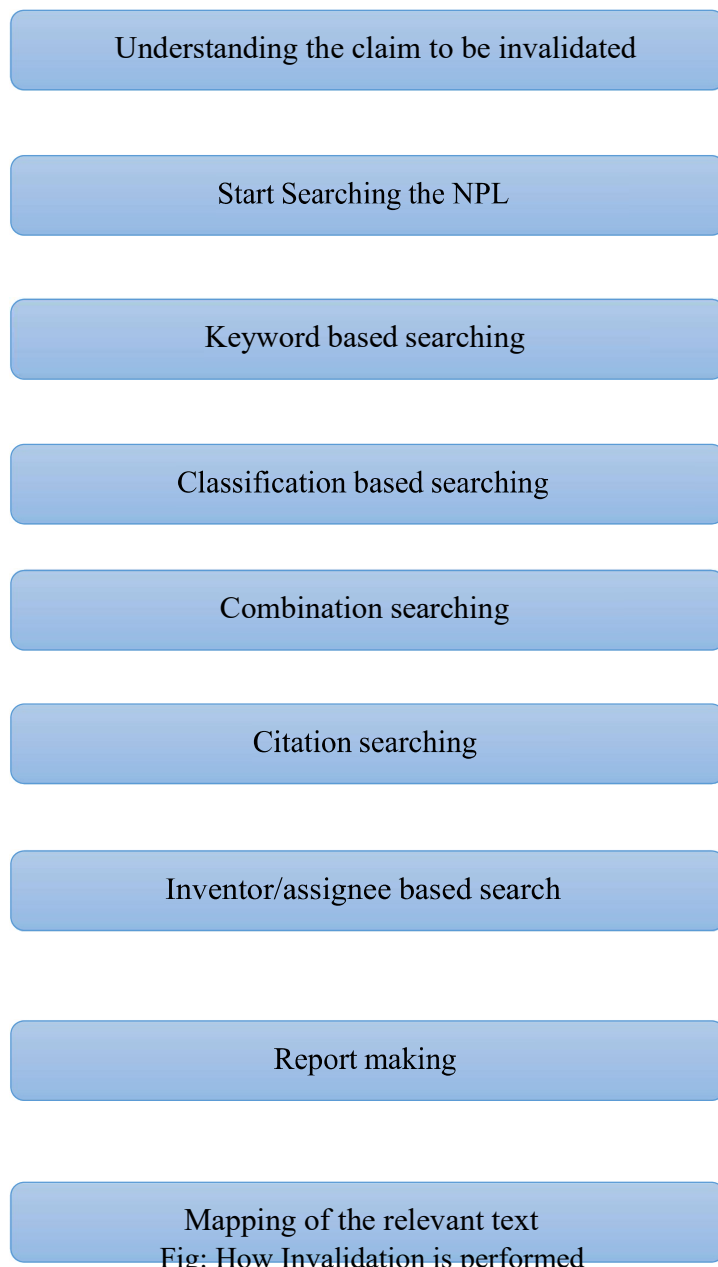 Understanding the claim to be invalidated
Start Searching the NPL
Keyword based searching
Classification based searching
Combination searching
Citation searching
Inventor/assignee based search
Report making
Mapping of the relevant text
Fig: How Invalidation is performed